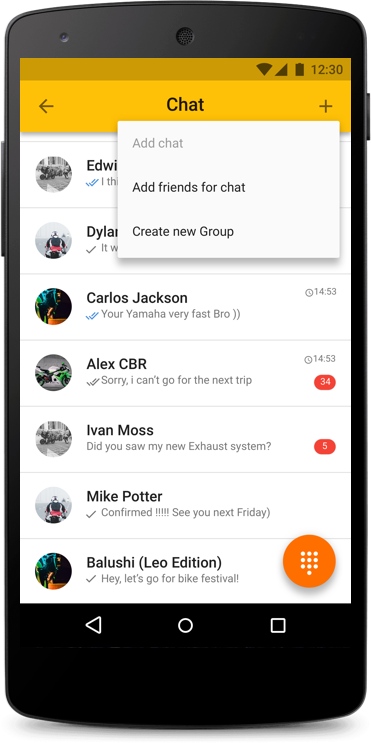 12:30
Chat
Add chat
Add friends for chat
Create new Group
I
It
Carlos Jackson
14:53
Your Yamaha very fast Bro ))
Alex CBR
14:53
Sorry, i can't go for the next trip
34
Ivan Moss
Did you saw my new Exhaust system?
5
Mike Potter
Confirmed !!!!! See you next Friday)
Balushi (Leo Edition)
Hey, let's go for bike festival!